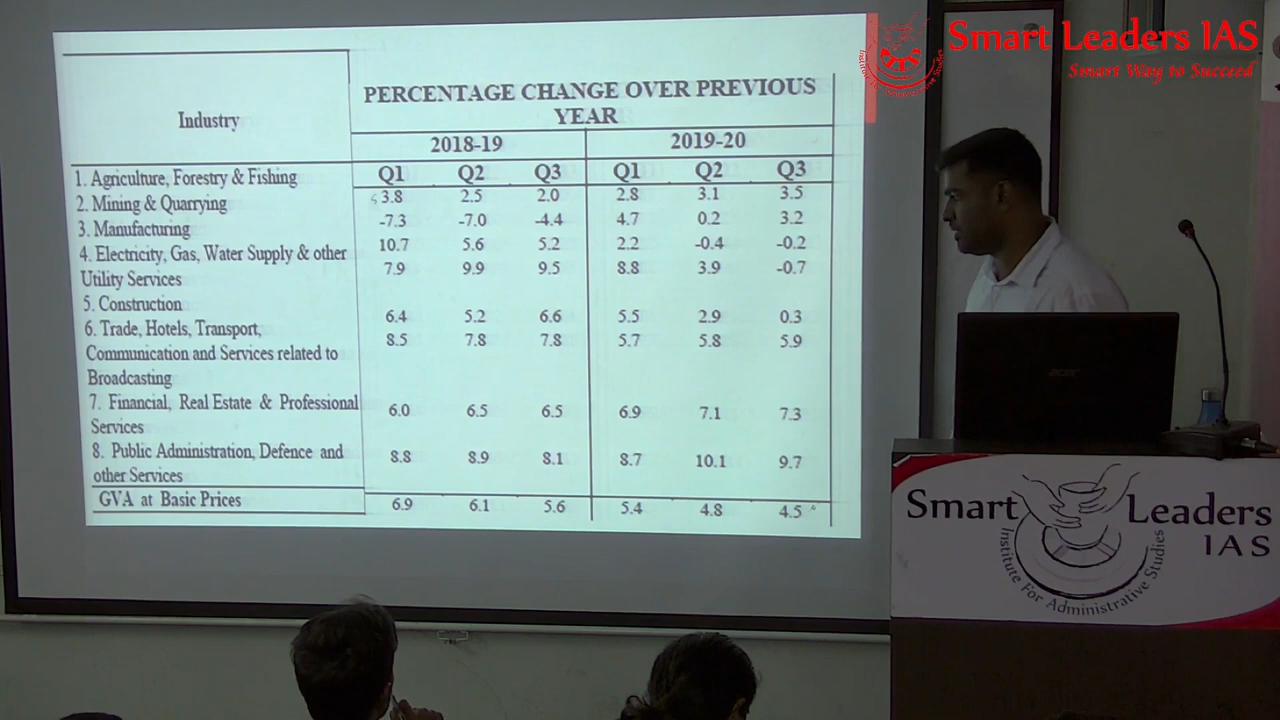 Smart Leaders IAS
Smart Way to Succeed
Institute For Administrative Studies
Industry
PERCENTAGE CHANGE OVER PREVIOUS
YEAR
2018-19 2019-20
Q1 Q2 Q3 Q1 Q2 Q3
1. Agriculture, Forestry & Fishing 3.8 2.5 2.0 2.8 3.1 3.5
2. Mining & Quarrying -7.3 -7.0 -4.4 4.7 0.2 3.2
3. Manufacturing 10.7 5.6 5.2 2.2 -0.4 -0.2
4. Electricity, Gas, Water Supply & other 7.9 9.9 9.5 8.8 3.9 -0.7
Utility Services
5. Construction 6.4 5.2 6.6 5.5 2.9 0.3
6. Trade, Hotels, Transport, 8.5 7.8 7.8 5.7 5.8 5.9
Communication and Services related to
Broadcasting
7. Financial, Real Estate & Professional 6.0 6.5 6.5 6.9 7.1 7.3
Services
8. Public Administration, Defence and 8.8 8.9 8.1 8.7 10.1 9.7
other Services
GVA at Basic Prices 6.9 6.1 5.6 5.4 4.8 4.5
acer
Smart Leaders
IAS
Institute For Administrative Studies